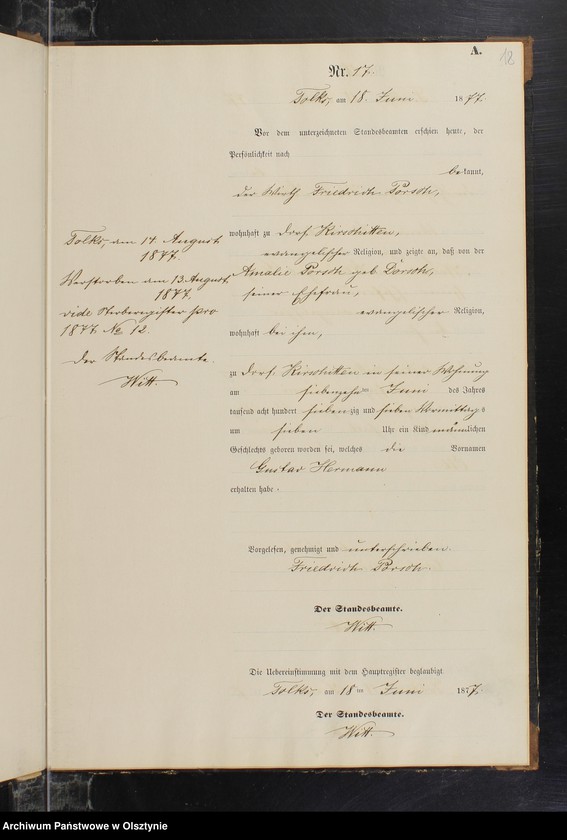 A.
12
Nr. 17.
Tolks, am 18 Juni 1877.
Vor dem unterzeichneten Standesbeamten erschien heute, der
Persönlichkeit nach
bekannt,
der Wirth Friedrich Porsch,
wohnhaft zu Dorf Kirschitten,
evangelischer Religion, und zeigte an, daß von der
Amalie Porsch geb Dorsch,
seiner Ehefrau,
evangelischer Religion,
wohnhaft bei ihm,
zu Dorf Kirschitten in seiner Wohnung
am siebenzehnten Juni des Jahres
tausend acht hundert siebenzig und sieben Vormittags
um sieben Uhr ein Kind männlichen
Geschlechts geboren worden sei, welches die Vornamen
Gustav Hermann
erhalten habe.
Vorgelesen, genehmigt und unterschrieben.
Friedrich Porsch.
Der Standesbeamte.
Witt.
Die Uebereinstimmung mit dem Hauptregister beglaubigt
Tolks, am 18ten Juni 1877.
Der Standesbeamte.
Witt.
Tolks, am 14. August
1877.
Verstorben am 13. August
1877.
vide Sterberegister pro
1877 No 12.
Der Standesbeamte.
Witt.
Archiwum Państwowe w Olsztynie